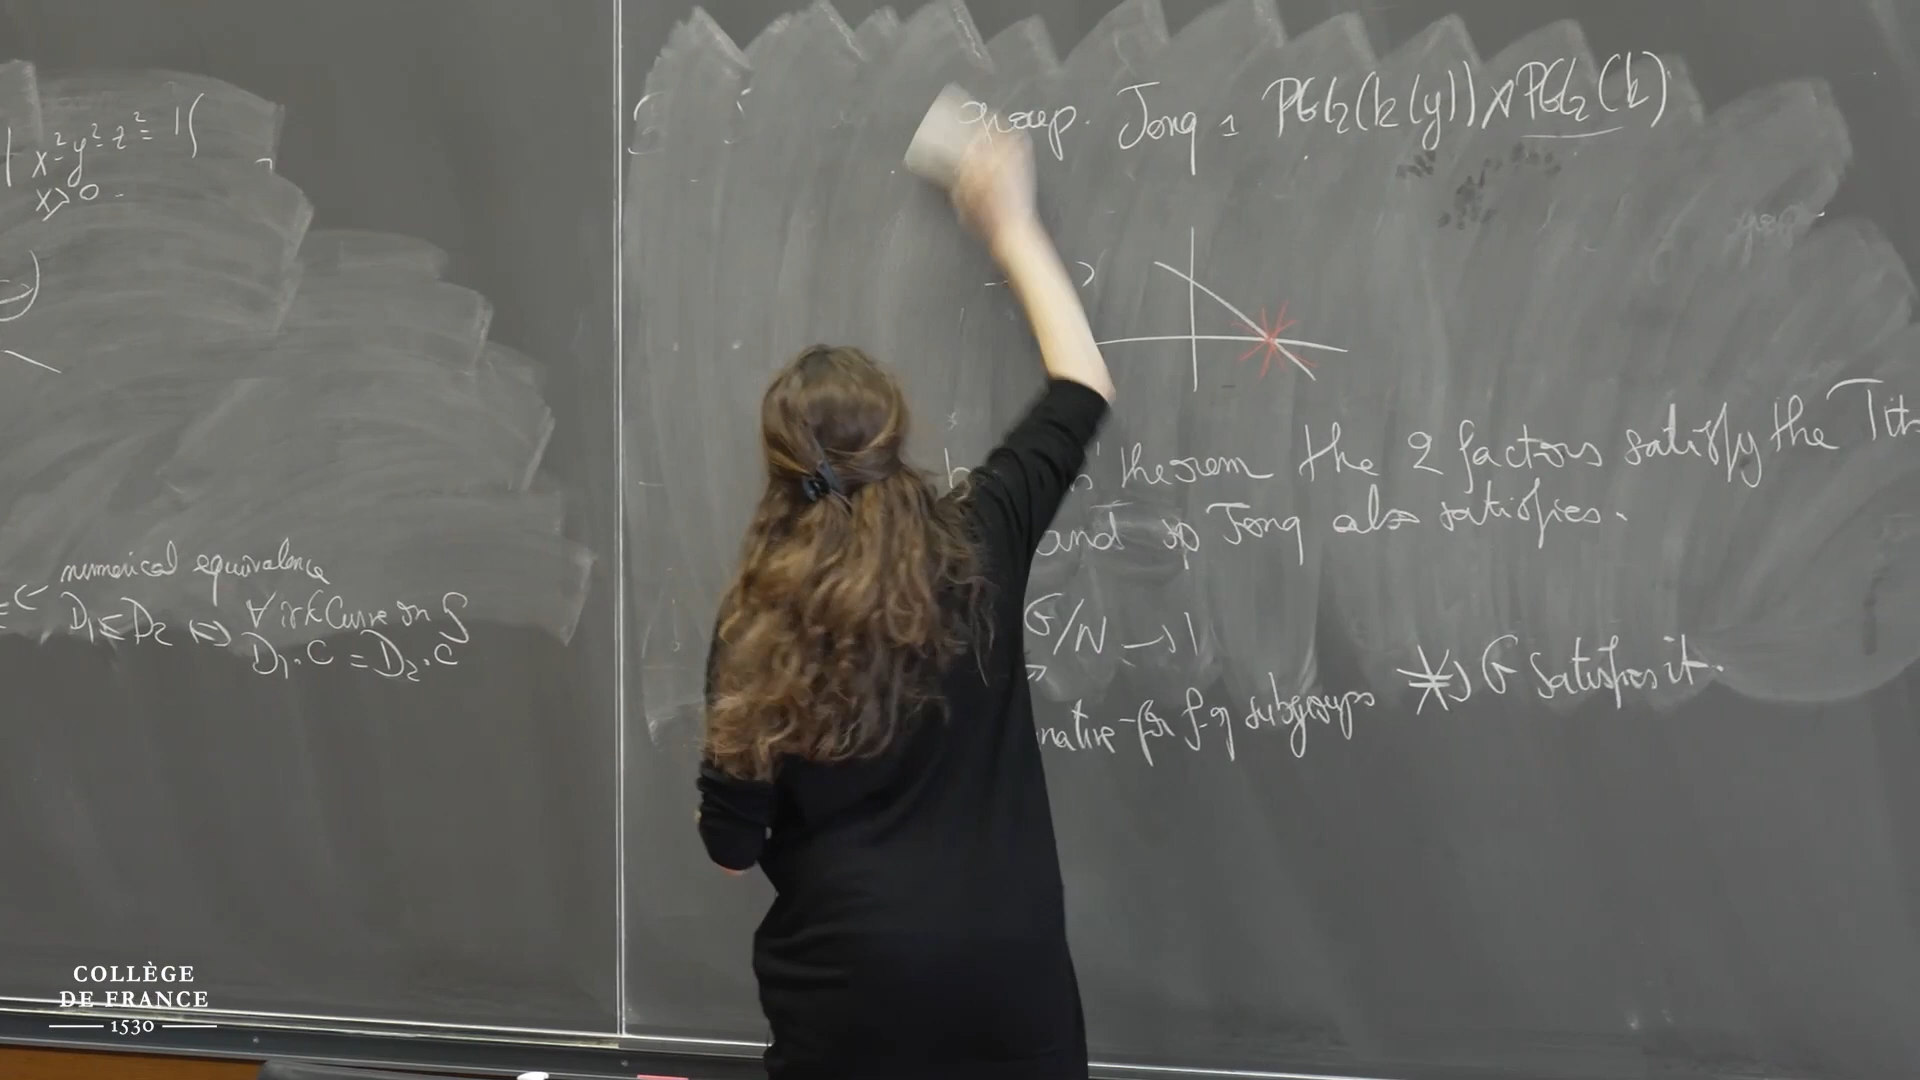 x²-y²-z²=1
x>0
numerical equivalence
D₁≡D₂ ⇔ ∀ irr Curve on S
D₁·C = D₂·C
group. Jonq ≃ PGL₂(k(y))⋊PGL₂(k)
theorem the 2 factors satisfy the Tits
and so Jonq also satisfies.
G/N → 1
native for f-g subgroups ⇒ G satisfies it.
COLLÈGE
DE FRANCE
1530